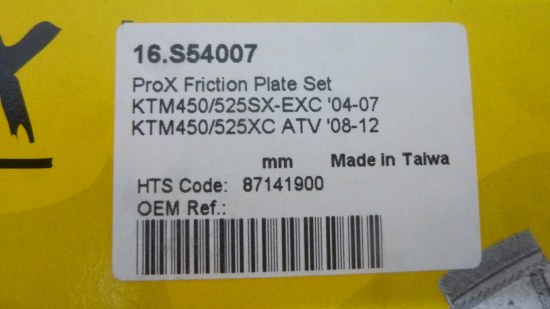 X
16.S54007
ProX Friction Plate Set
KTM450/525SX-EXC '04-07
KTM450/525XC ATV '08-12
mm Made in Taiwa
HTS Code: 87141900
OEM Ref.: